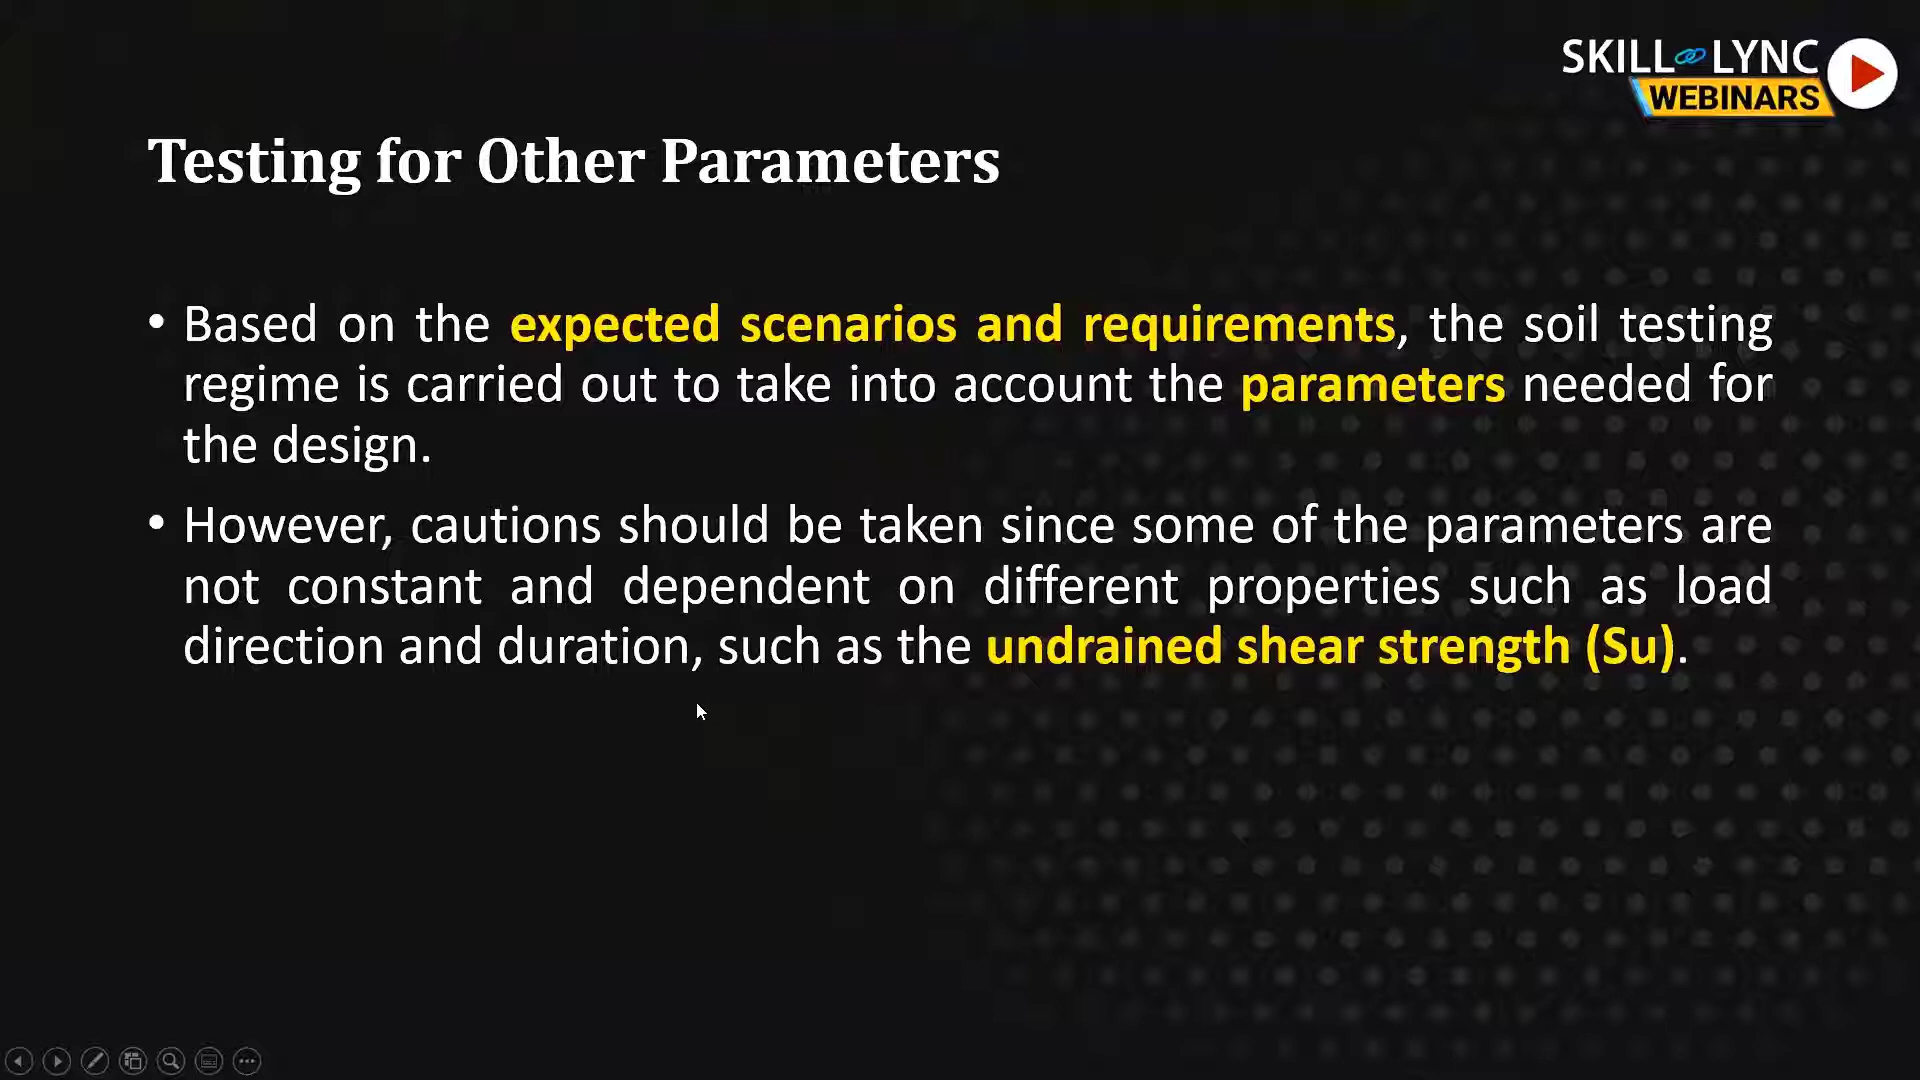 SKILL LYNC
WEBINARS
Testing for Other Parameters
• Based on the expected scenarios and requirements, the soil testing
regime is carried out to take into account the parameters needed for
the design.
• However, cautions should be taken since some of the parameters are
not constant and dependent on different properties such as load
direction and duration, such as the undrained shear strength (Su).